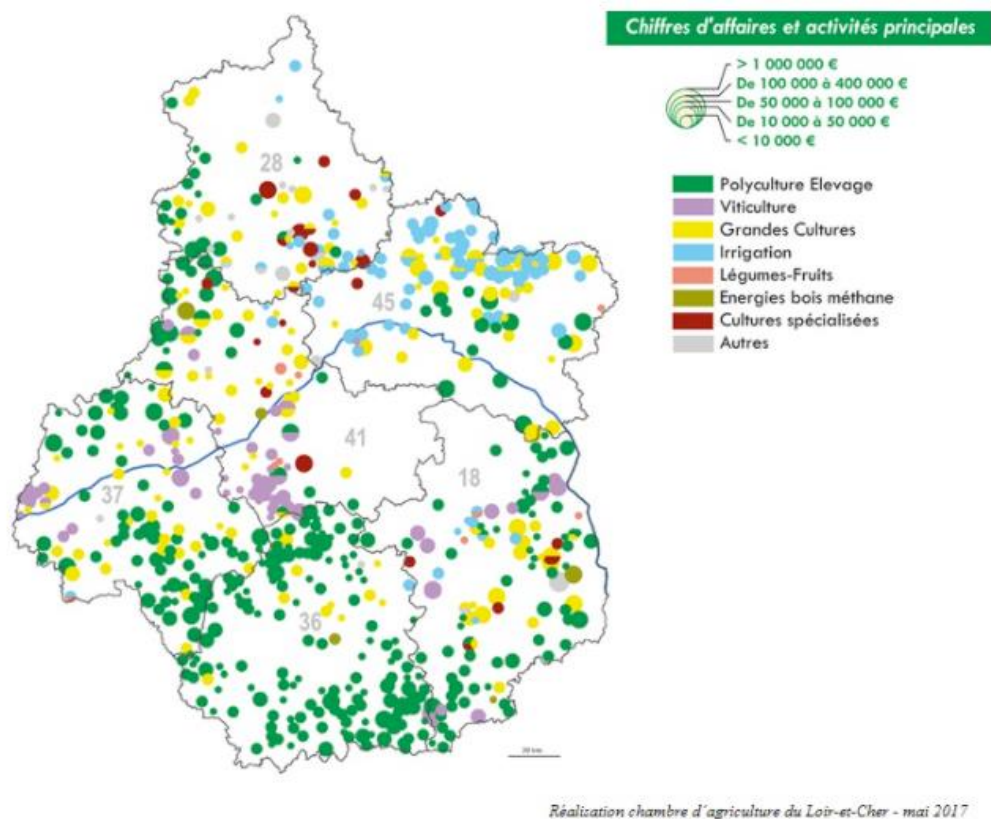 Chiffres d'affaires et activités principales
> 1 000 000 €
De 100 000 à 400 000 €
De 50 000 à 100 000 €
De 10 000 à 50 000 €
< 10 000 €
Polyculture Elevage
Viticulture
Grandes Cultures
Irrigation
Légumes-Fruits
Energies bois méthane
Cultures spécialisées
Autres
28
45
41
18
37
36
20 km
Réalisation chambre d'agriculture du Loir-et-Cher - mai 2017